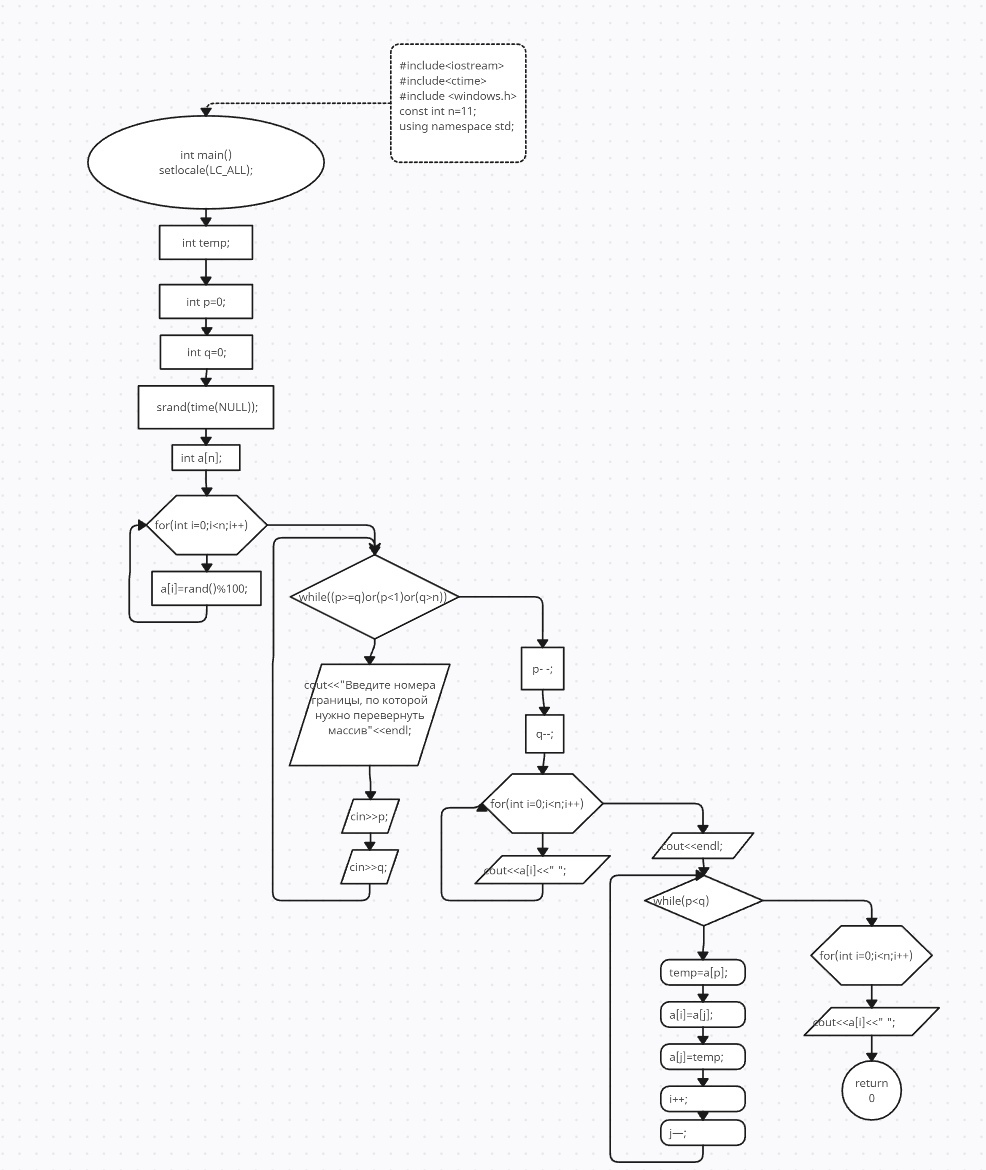 #include<iostream>
#include<ctime>
#include <windows.h>
const int n=11;
using namespace std;
int main()
setlocale(LC_ALL);
int temp;
int p=0;
int q=0;
srand(time(NULL));
int a[n];
for(int i=0;i<n;i++)
a[i]=rand()%100;
while((p>=q)or(p<1)or(q>n))
cout<<"Введите номера
границы, по которой
нужно перевернуть
массив"<<endl;
cin>>p;
cin>>q;
p- -;
q--;
for(int i=0;i<n;i++)
cout<<a[i]<<" ";
cout<<endl;
while(p<q)
temp=a[p];
a[i]=a[j];
a[j]=temp;
i++;
j—;
for(int i=0;i<n;i++)
cout<<a[i]<<" ";
return
0